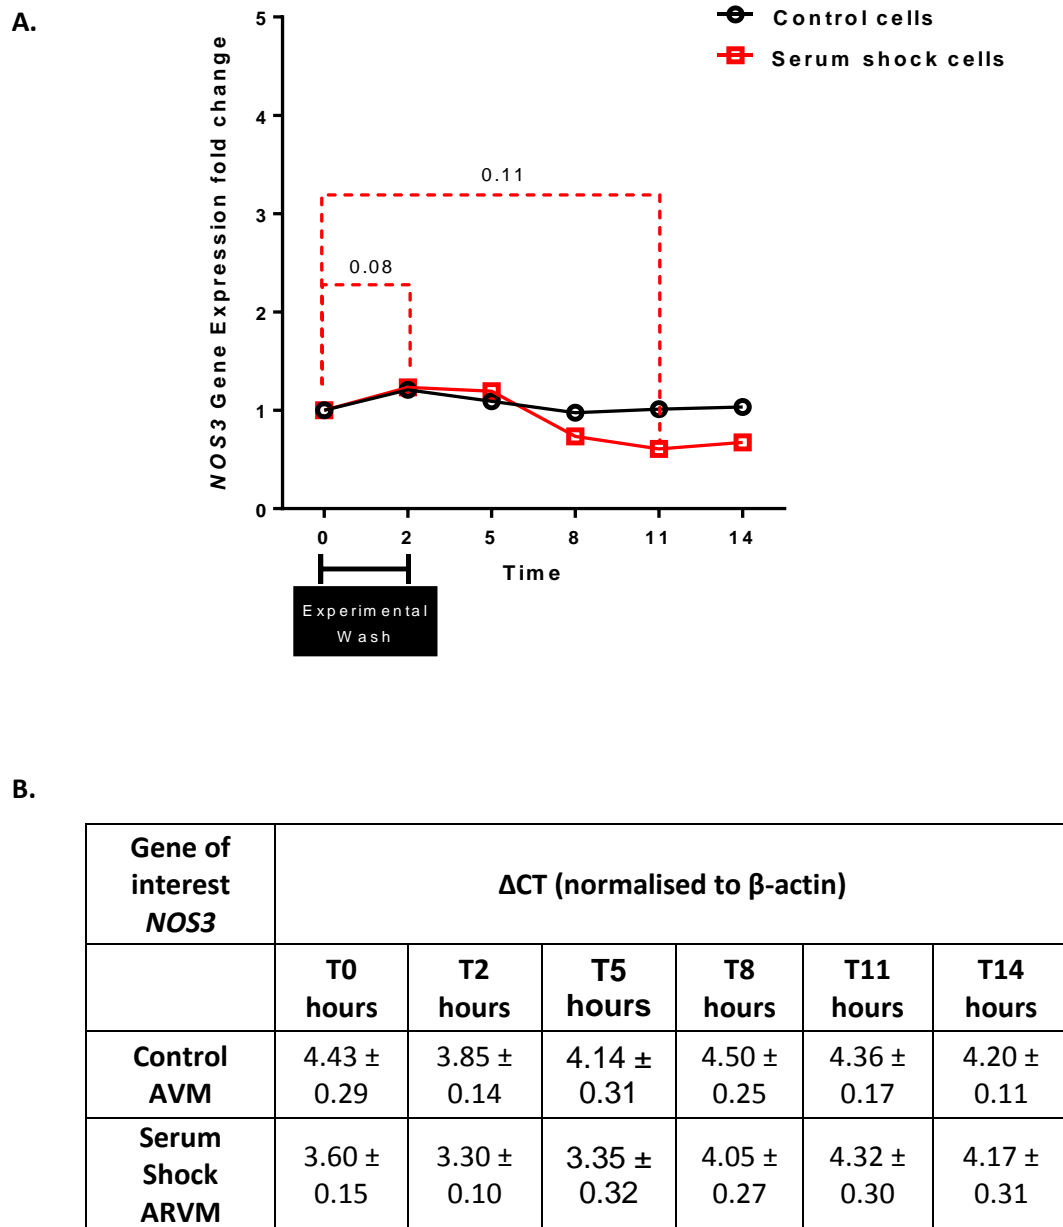 A.
Control cells
Serum shock cells
NOS3 Gene Expression fold change
5
4
3
2
1
0
0.11
0.08
0 2 5 8 11 14
Time
Experimental
Wash
B.
Gene of
interest
NOS3
ΔCT (normalised to β-actin)
T0
hours
T2
hours
T5
hours
T8
hours
T11
hours
T14
hours
Control
AVM
4.43 ±
0.29
3.85 ±
0.14
4.14 ±
0.31
4.50 ±
0.25
4.36 ±
0.17
4.20 ±
0.11
Serum
Shock
ARVM
3.60 ±
0.15
3.30 ±
0.10
3.35 ±
0.32
4.05 ±
0.27
4.32 ±
0.30
4.17 ±
0.31